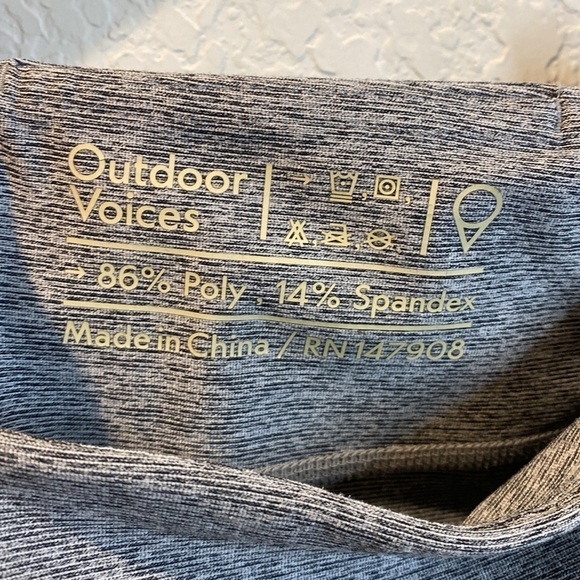 Outdoor
Voices
→
→ 86% Poly , 14% Spandex
Made in China / RN 147908